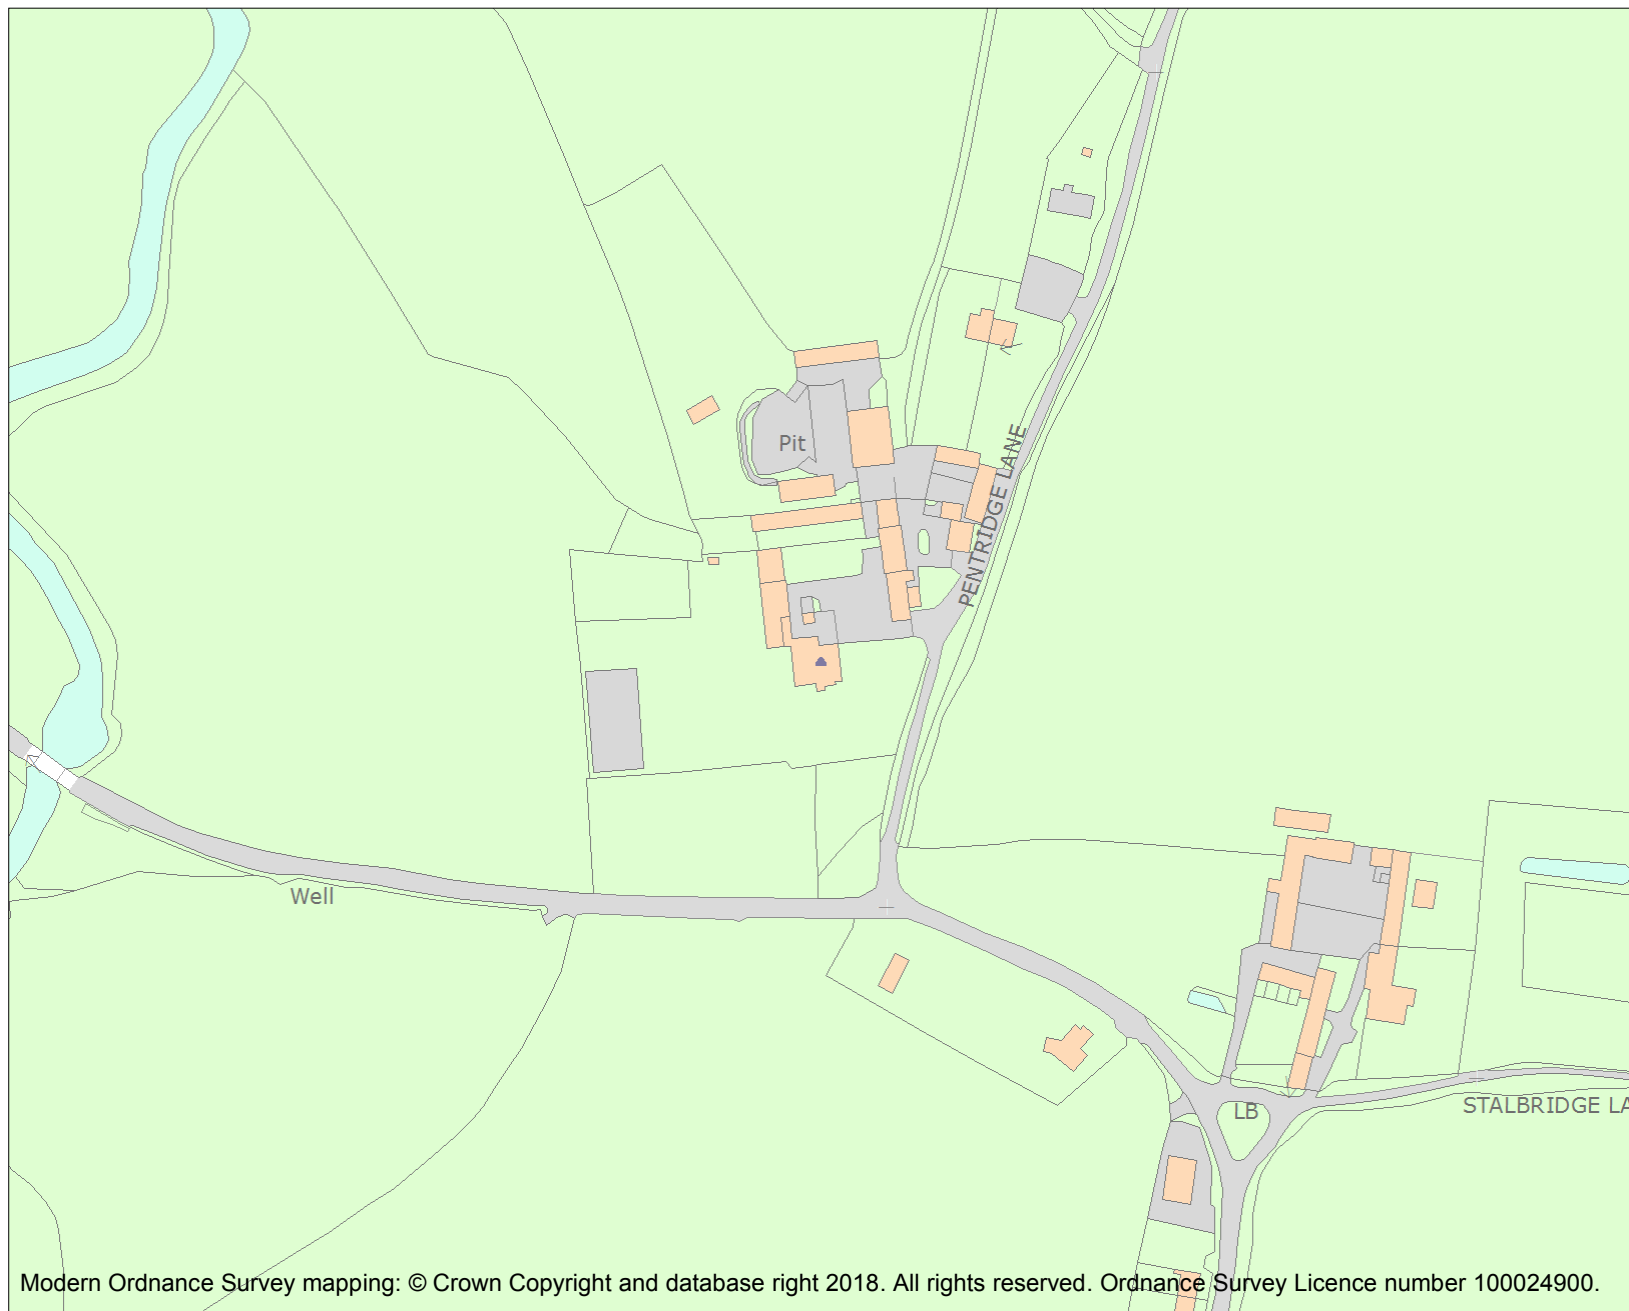 Pit
PENTRIDGE LANE
Well
LB
STALBRIDGE LA
Modern Ordnance Survey mapping: © Crown Copyright and database right 2018. All rights reserved. Ordnance Survey Licence number 100024900.